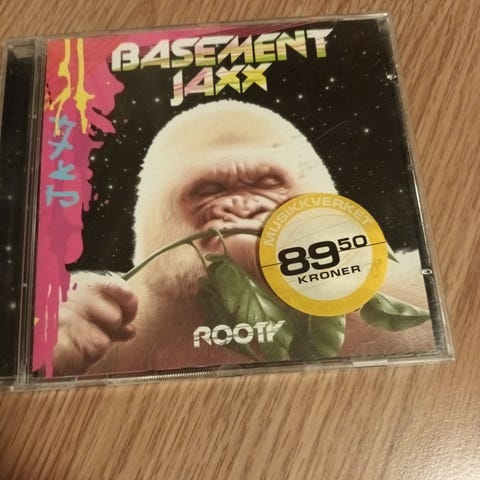 BASEMENT
JAXX
MUSIKKVERKET
89 50
KRONER
ROOTY